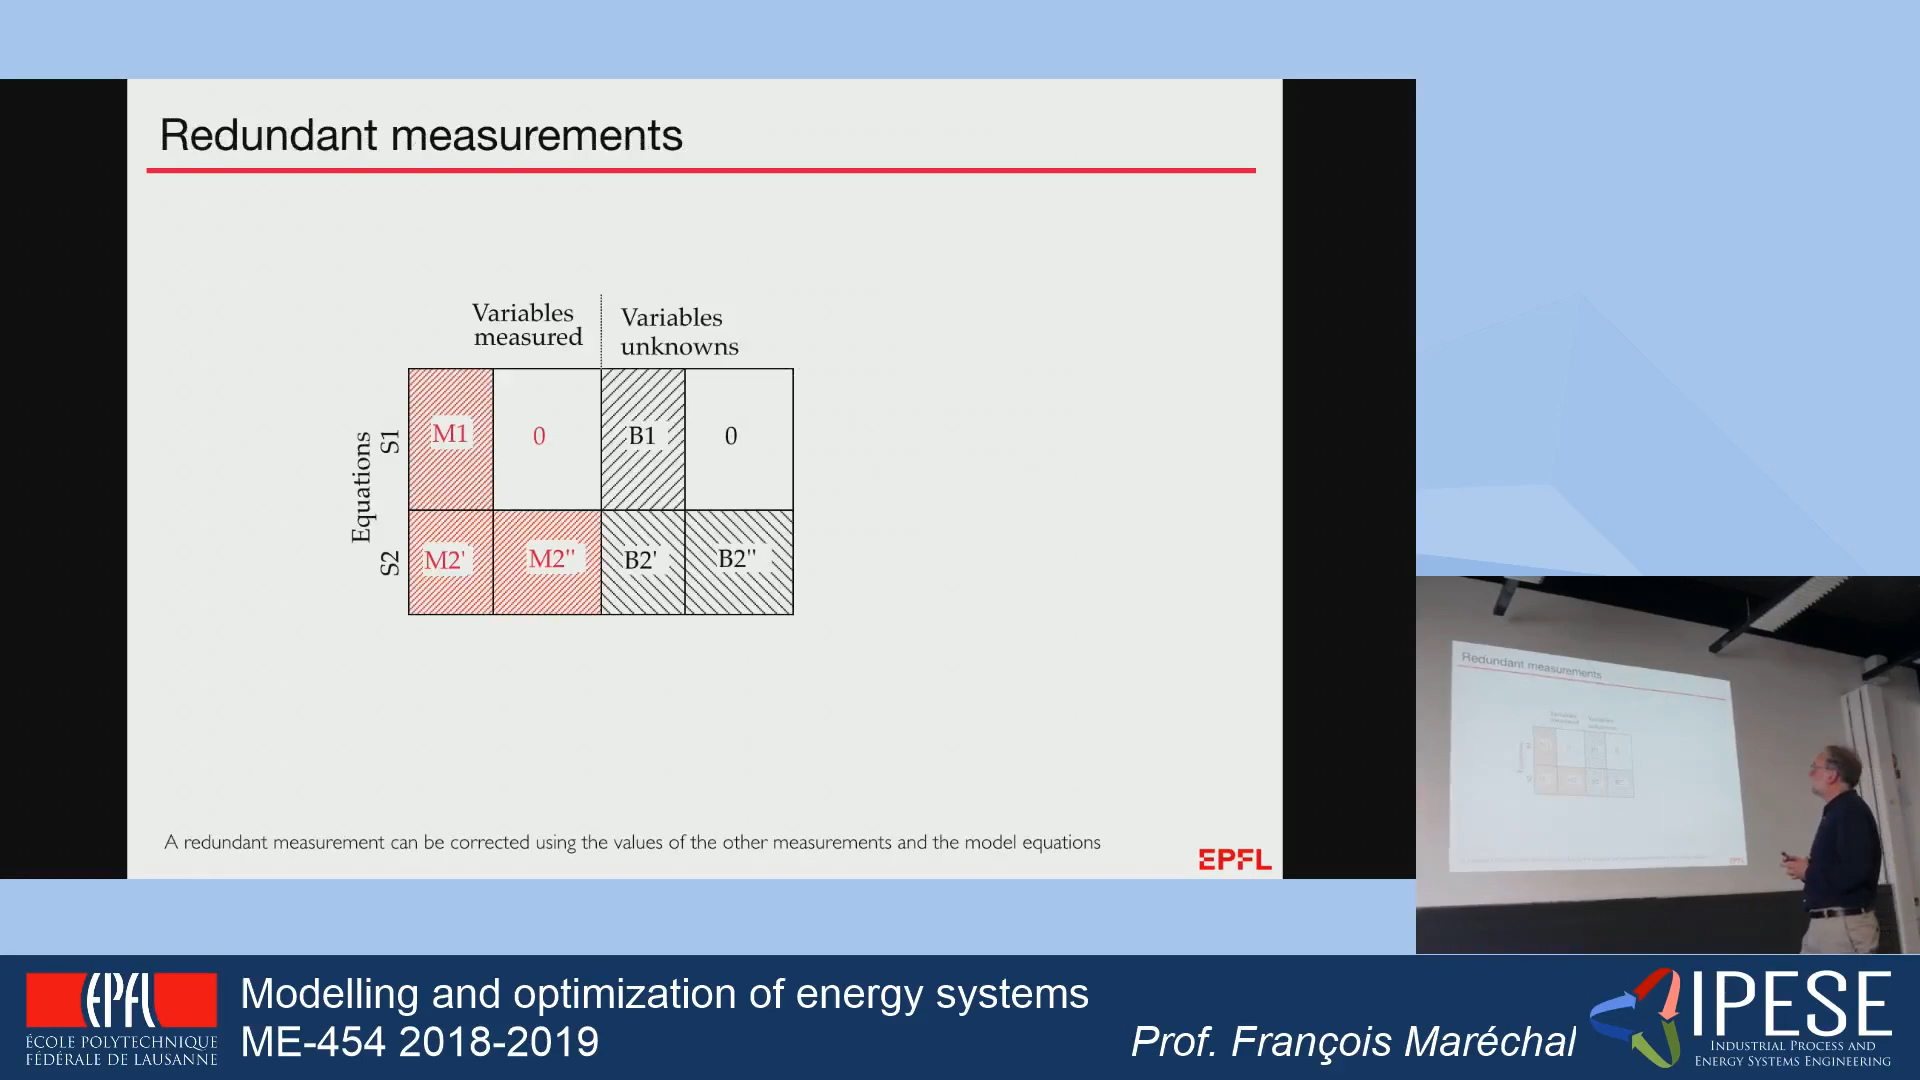 Redundant measurements
Variables
measured
Variables
unknowns
Equations
S1
S2
M1
0
B1
0
M2'
M2"
B2'
B2"
A redundant measurement can be corrected using the values of the other measurements and the model equations
EPFL
Redundant measurements
EPFL
ÉCOLE POLYTECHNIQUE
FÉDÉRALE DE LAUSANNE
Modelling and optimization of energy systems
ME-454 2018-2019
Prof. François Maréchal
IPESE
INDUSTRIAL PROCESS AND
ENERGY SYSTEMS ENGINEERING